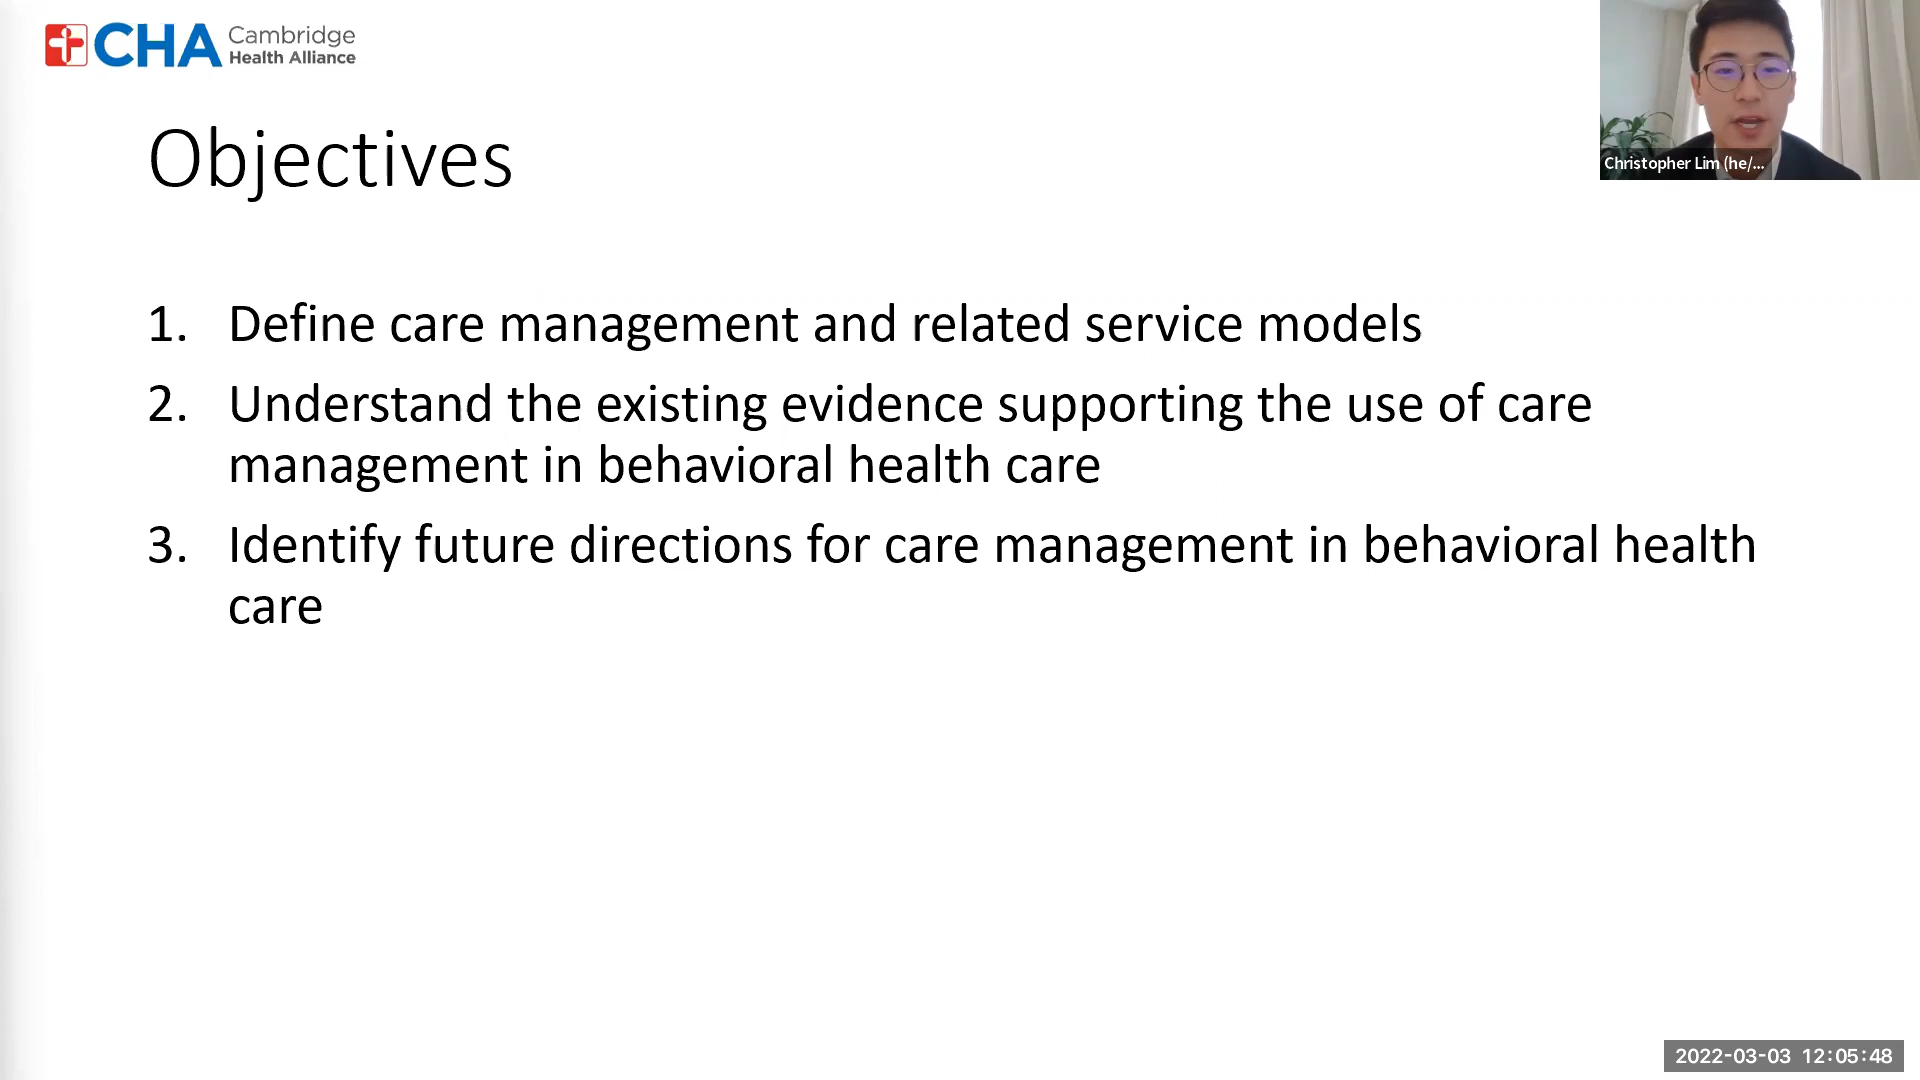 CHA Cambridge
Health Alliance
Christopher Lim (he/...
Objectives
1. Define care management and related service models
2. Understand the existing evidence supporting the use of care
management in behavioral health care
3. Identify future directions for care management in behavioral health
care
2022-03-03 12:05:48